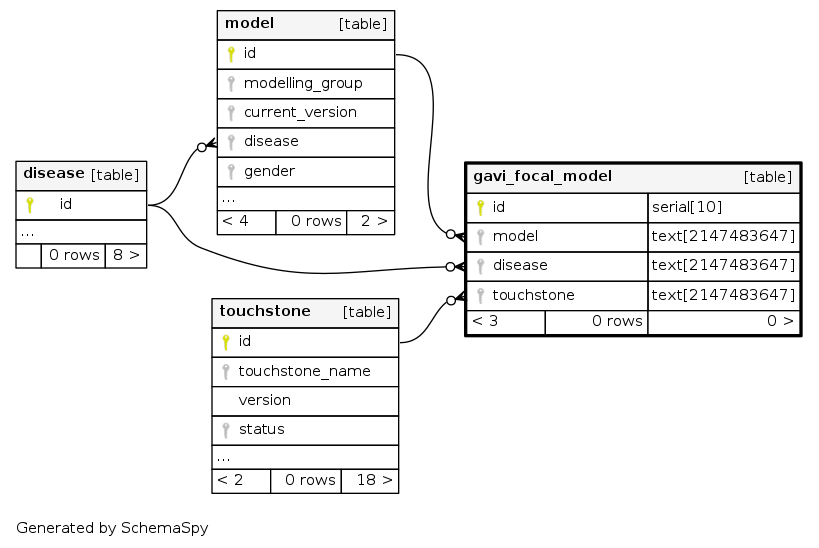 model [table]
id
modelling_group
current_version
disease
gender
...
< 4 0 rows 2 >
disease [table]
id
...
0 rows 8 >
gavi_focal_model [table]
id serial[10]
model text[2147483647]
disease text[2147483647]
touchstone text[2147483647]
< 3 0 rows 0 >
touchstone [table]
id
touchstone_name
version
status
...
< 2 0 rows 18 >
Generated by SchemaSpy